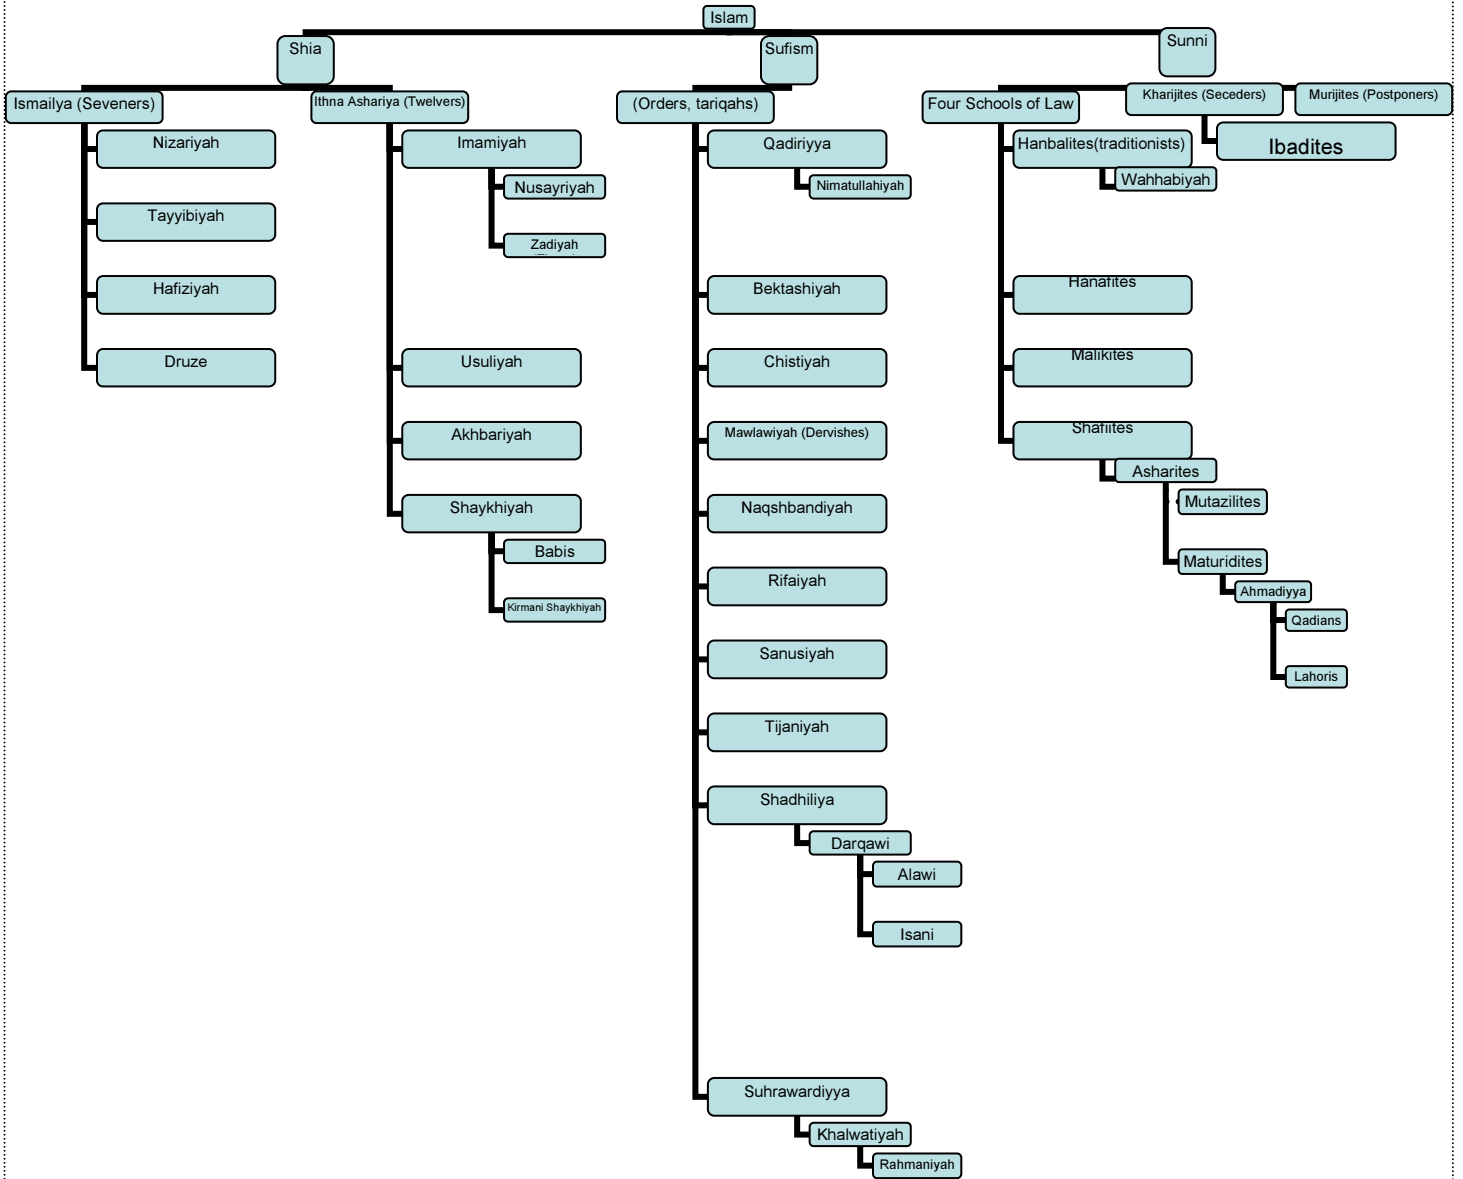 Islam
Shia
Sufism
Sunni
Ismailya (Seveners)
Ithna Ashariya (Twelvers)
(Orders, tariqahs)
Four Schools of Law
Kharijites (Seceders)
Murijites (Postponers)
Nizariyah
Imamiyah
Qadiriyya
Hanbalites(traditionists)
Ibadites
Nusayriyah
Nimatullahiyah
Wahhabiyah
Tayyibiyah
Zadiyah
Hafiziyah
Bektashiyah
Hanafites
Druze
Usuliyah
Chistiyah
Malikites
Akhbariyah
Mawlawiyah (Dervishes)
Shafiites
Asharites
Shaykhiyah
Naqshbandiyah
Mutazilites
Babis
Maturidites
Rifaiyah
Ahmadiyya
Kirmani Shaykhiyah
Qadians
Sanusiyah
Lahoris
Tijaniyah
Shadhiliya
Darqawi
Alawi
Isani
Suhrawardiyya
Khalwatiyah
Rahmaniyah